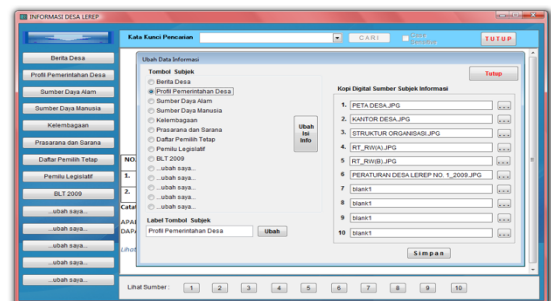 INFORMASI DESA LEREP
Kata Kunci Pencarian
CARI
Case Sensitive
TUTUP
Berita Desa
Profil Pemerintahan Desa
Sumber Daya Alam
Sumber Daya Manusia
Kelembagaan
Prasarana dan Sarana
Daftar Pemilih Tetap
Pemilu Legislatif
BLT 2009
...ubah saya...
...ubah saya...
...ubah saya...
...ubah saya...
...ubah saya...
NO.
1.
2.
Ubah Data Informasi
Tombol Subjek
Berita Desa
Profil Pemerintahan Desa
Sumber Daya Alam
Sumber Daya Manusia
Kelembagaan
Prasarana dan Sarana
Daftar Pemilih Tetap
Pemilu Legislatif
BLT 2009
...ubah saya...
...ubah saya...
...ubah saya...
Ubah
Isi
Info
Label Tombol Subjek
Profil Pemerintahan Desa
Ubah
Tutup
Kopi Digital Sumber Subjek Informasi
1. PETA DESA.JPG ...
2. KANTOR DESA.JPG ...
3. STRUKTUR ORGANISASI.JPG ...
4. RT_RW(A).JPG ...
5 RT_RW(B).JPG ...
6 PERATURAN DESA LEREP NO. 1_2009.JPG ...
7 blank1 ...
8 blank1 ...
9 blank1 ...
10 blank1 ...
Simpan
Lihat Sumber : 1 2 3 4 5 6 7 8 9 10